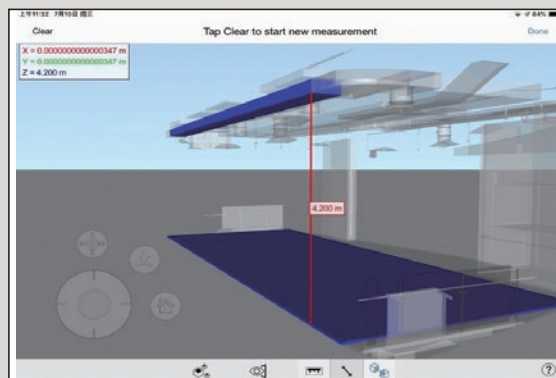 上午11:32 7月10日 週三
84%
Clear
Tap Clear to start new measurement
Done
X = 0.0000000000000347 m
Y = 0.0000000000000347 m
Z = 4.200 m
4.200 m
?